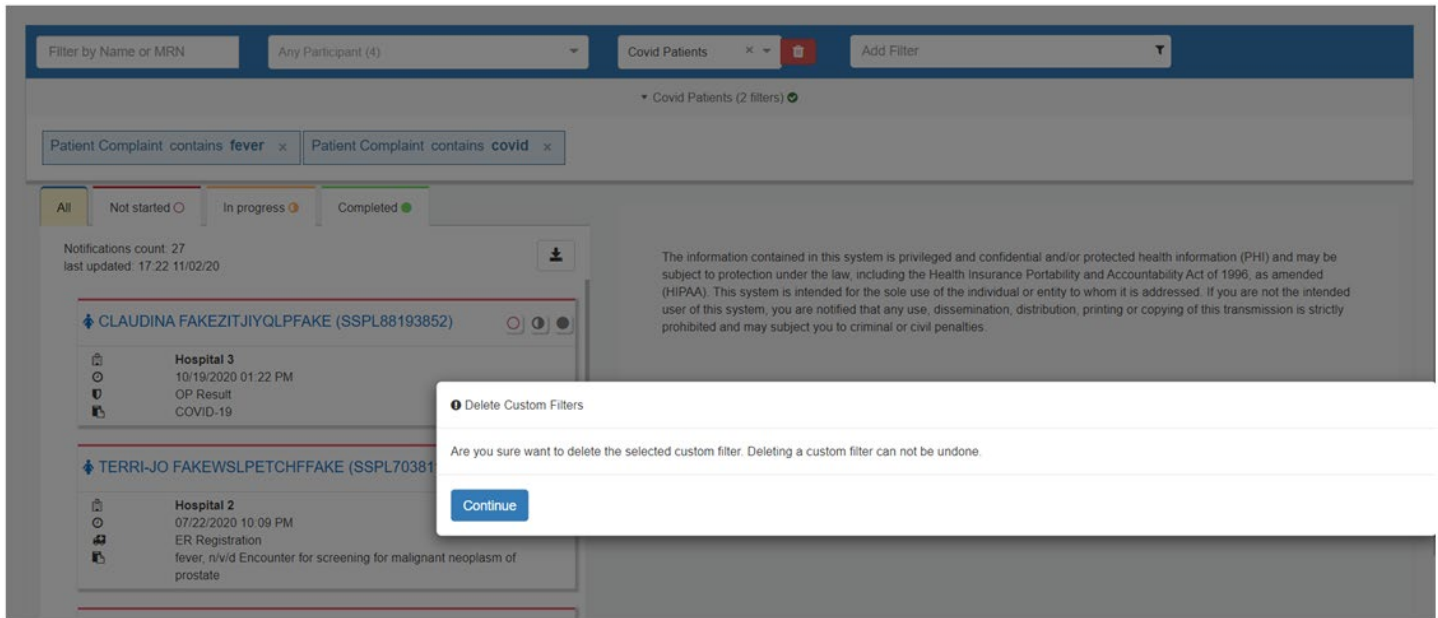 Filter by Name or MRN
Any Participant (4)
Covid Patients ×
Add Filter
Covid Patients (2 filters)
Patient Complaint contains fever ×
Patient Complaint contains covid ×
All
Not started
In progress
Completed
Notifications count: 27
last updated: 17:22 11/02/20
The information contained in this system is privileged and confidential and/or protected health information (PHI) and may be
subject to protection under the law, including the Health Insurance Portability and Accountability Act of 1996, as amended
(HIPAA). This system is intended for the sole use of the individual or entity to whom it is addressed. If you are not the intended
user of this system, you are notified that any use, dissemination, distribution, printing or copying of this transmission is strictly
prohibited and may subject you to criminal or civil penalties.
CLAUDINA FAKEZITJIYQLPFAKE (SSPL88193852)
Hospital 3
10/19/2020 01:22 PM
OP Result
COVID-19
Delete Custom Filters
Are you sure want to delete the selected custom filter. Deleting a custom filter can not be undone.
Continue
TERRI-JO FAKEWSLPETCHFFAKE (SSPL70381
Hospital 2
07/22/2020 10:09 PM
ER Registration
fever, n/v/d Encounter for screening for malignant neoplasm of
prostate